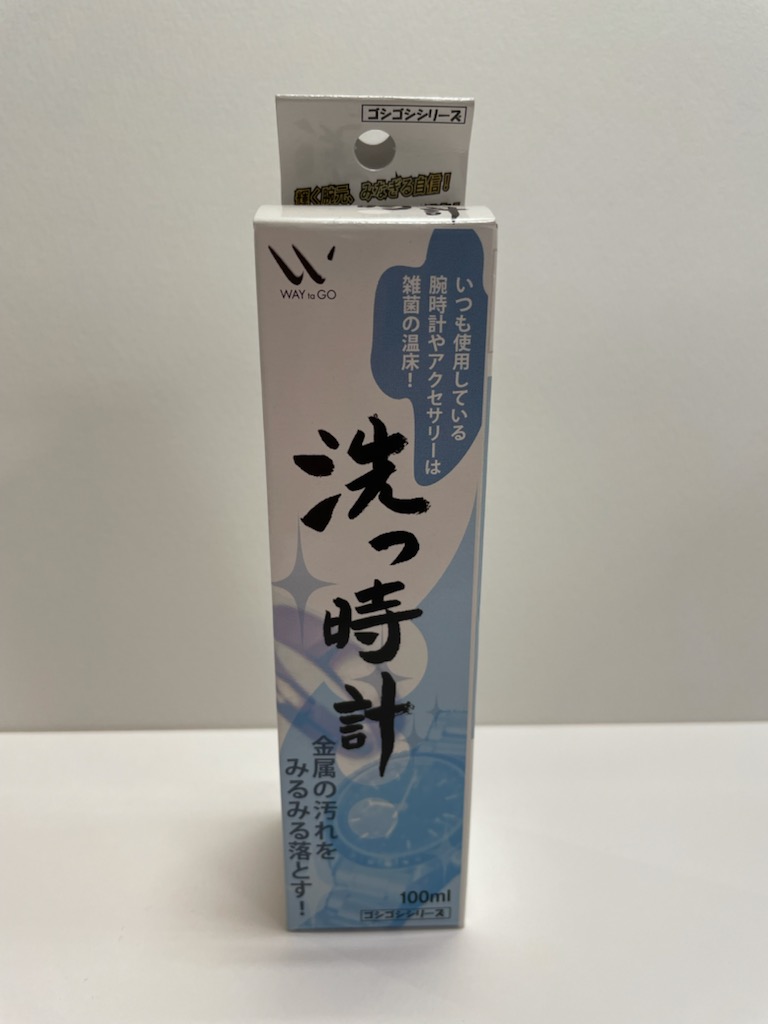 ゴシゴシシリーズ
輝く腕元、みなぎる自信！
計
WAY to GO
いつも使用している
腕時計やアクセサリーは
雑菌の温床！
洗っ時計
金属の汚れを
みるみる落とす！
100ml
ゴシゴシシリーズ